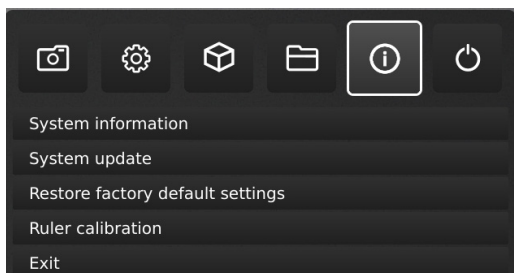 System information
System update
Restore factory default settings
Ruler calibration
Exit